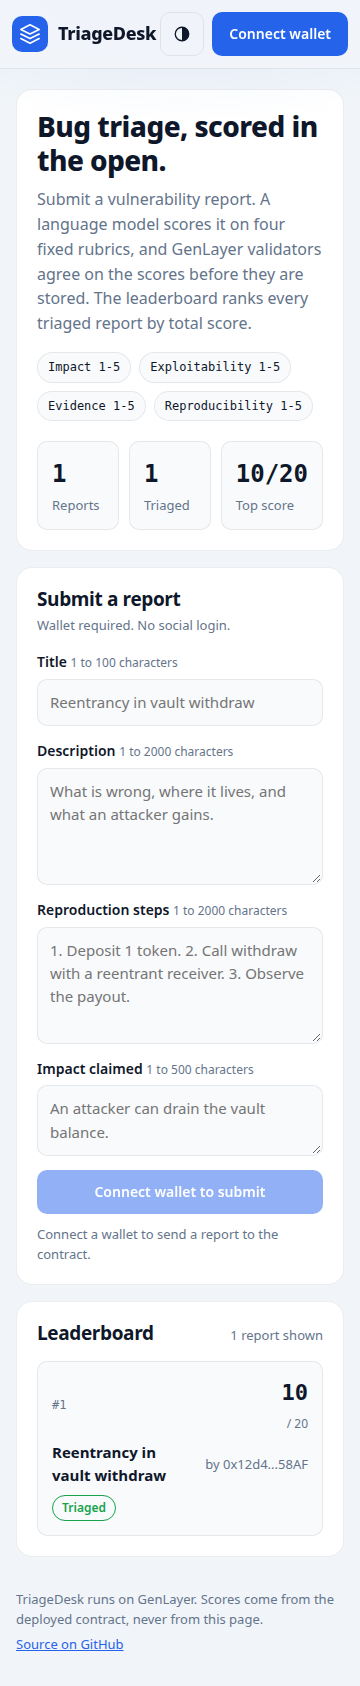 TriageDesk
Connect wallet
Bug triage, scored in
the open.
Submit a vulnerability report. A
language model scores it on four
fixed rubrics, and GenLayer validators
agree on the scores before they are
stored. The leaderboard ranks every
triaged report by total score.
Impact 1-5 Exploitability 1-5
Evidence 1-5 Reproducibility 1-5
1 1 10/20
Reports Triaged Top score
Submit a report
Wallet required. No social login.
Title 1 to 100 characters
Reentrancy in vault withdraw
Description 1 to 2000 characters
What is wrong, where it lives, and
what an attacker gains.
Reproduction steps 1 to 2000 characters
1. Deposit 1 token. 2. Call withdraw
with a reentrant receiver. 3. Observe
the payout.
Impact claimed 1 to 500 characters
An attacker can drain the vault
balance.
Connect wallet to submit
Connect a wallet to send a report to the
contract.
Leaderboard 1 report shown
#1 10
/ 20
Reentrancy in
vault withdraw
by 0x12d4…58AF
Triaged
TriageDesk runs on GenLayer. Scores come from the
deployed contract, never from this page.
Source on GitHub